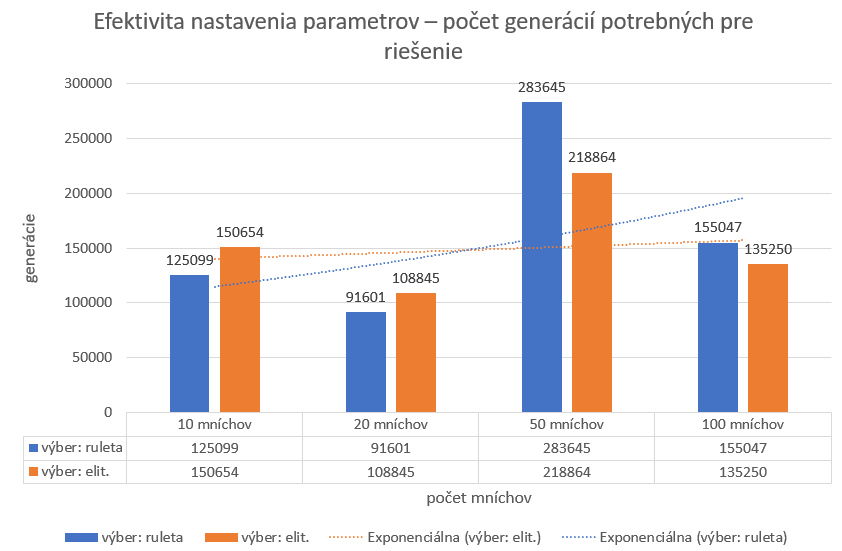 Efektivita nastavenia parametrov – počet generácií potrebných pre
riešenie
300000
250000
200000
150000
100000
50000
0
generácie
125099
150654
91601
108845
283645
218864
155047
135250
10 mníchov 20 mníchov 50 mníchov 100 mníchov
výber: ruleta 125099 91601 283645 155047
výber: elit. 150654 108845 218864 135250
počet mníchov
výber: ruleta výber: elit. Exponenciálna (výber: elit.) Exponenciálna (výber: ruleta)